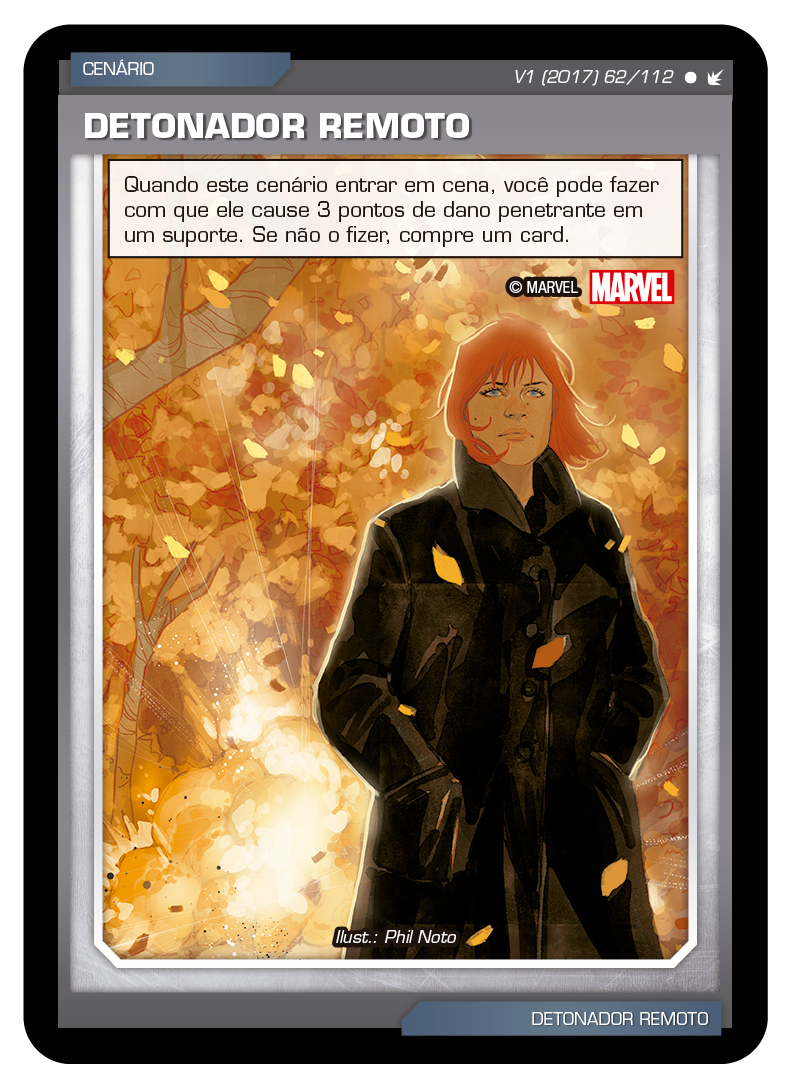 CENÁRIO
V1 (2017) 62/112
DETONADOR REMOTO
Quando este cenário entrar em cena, você pode fazer
com que ele cause 3 pontos de dano penetrante em
um suporte. Se não o fizer, compre um card.
© MARVEL MARVEL
Ilust.: Phil Noto
DETONADOR REMOTO